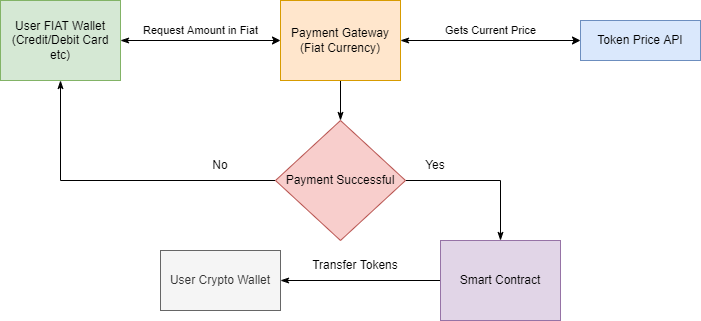 User FIAT Wallet
(Credit/Debit Card
etc)
Request Amount in Fiat
Payment Gateway
(Fiat Currency)
Gets Current Price
Token Price API
No
Payment Successful
Yes
User Crypto Wallet
Transfer Tokens
Smart Contract